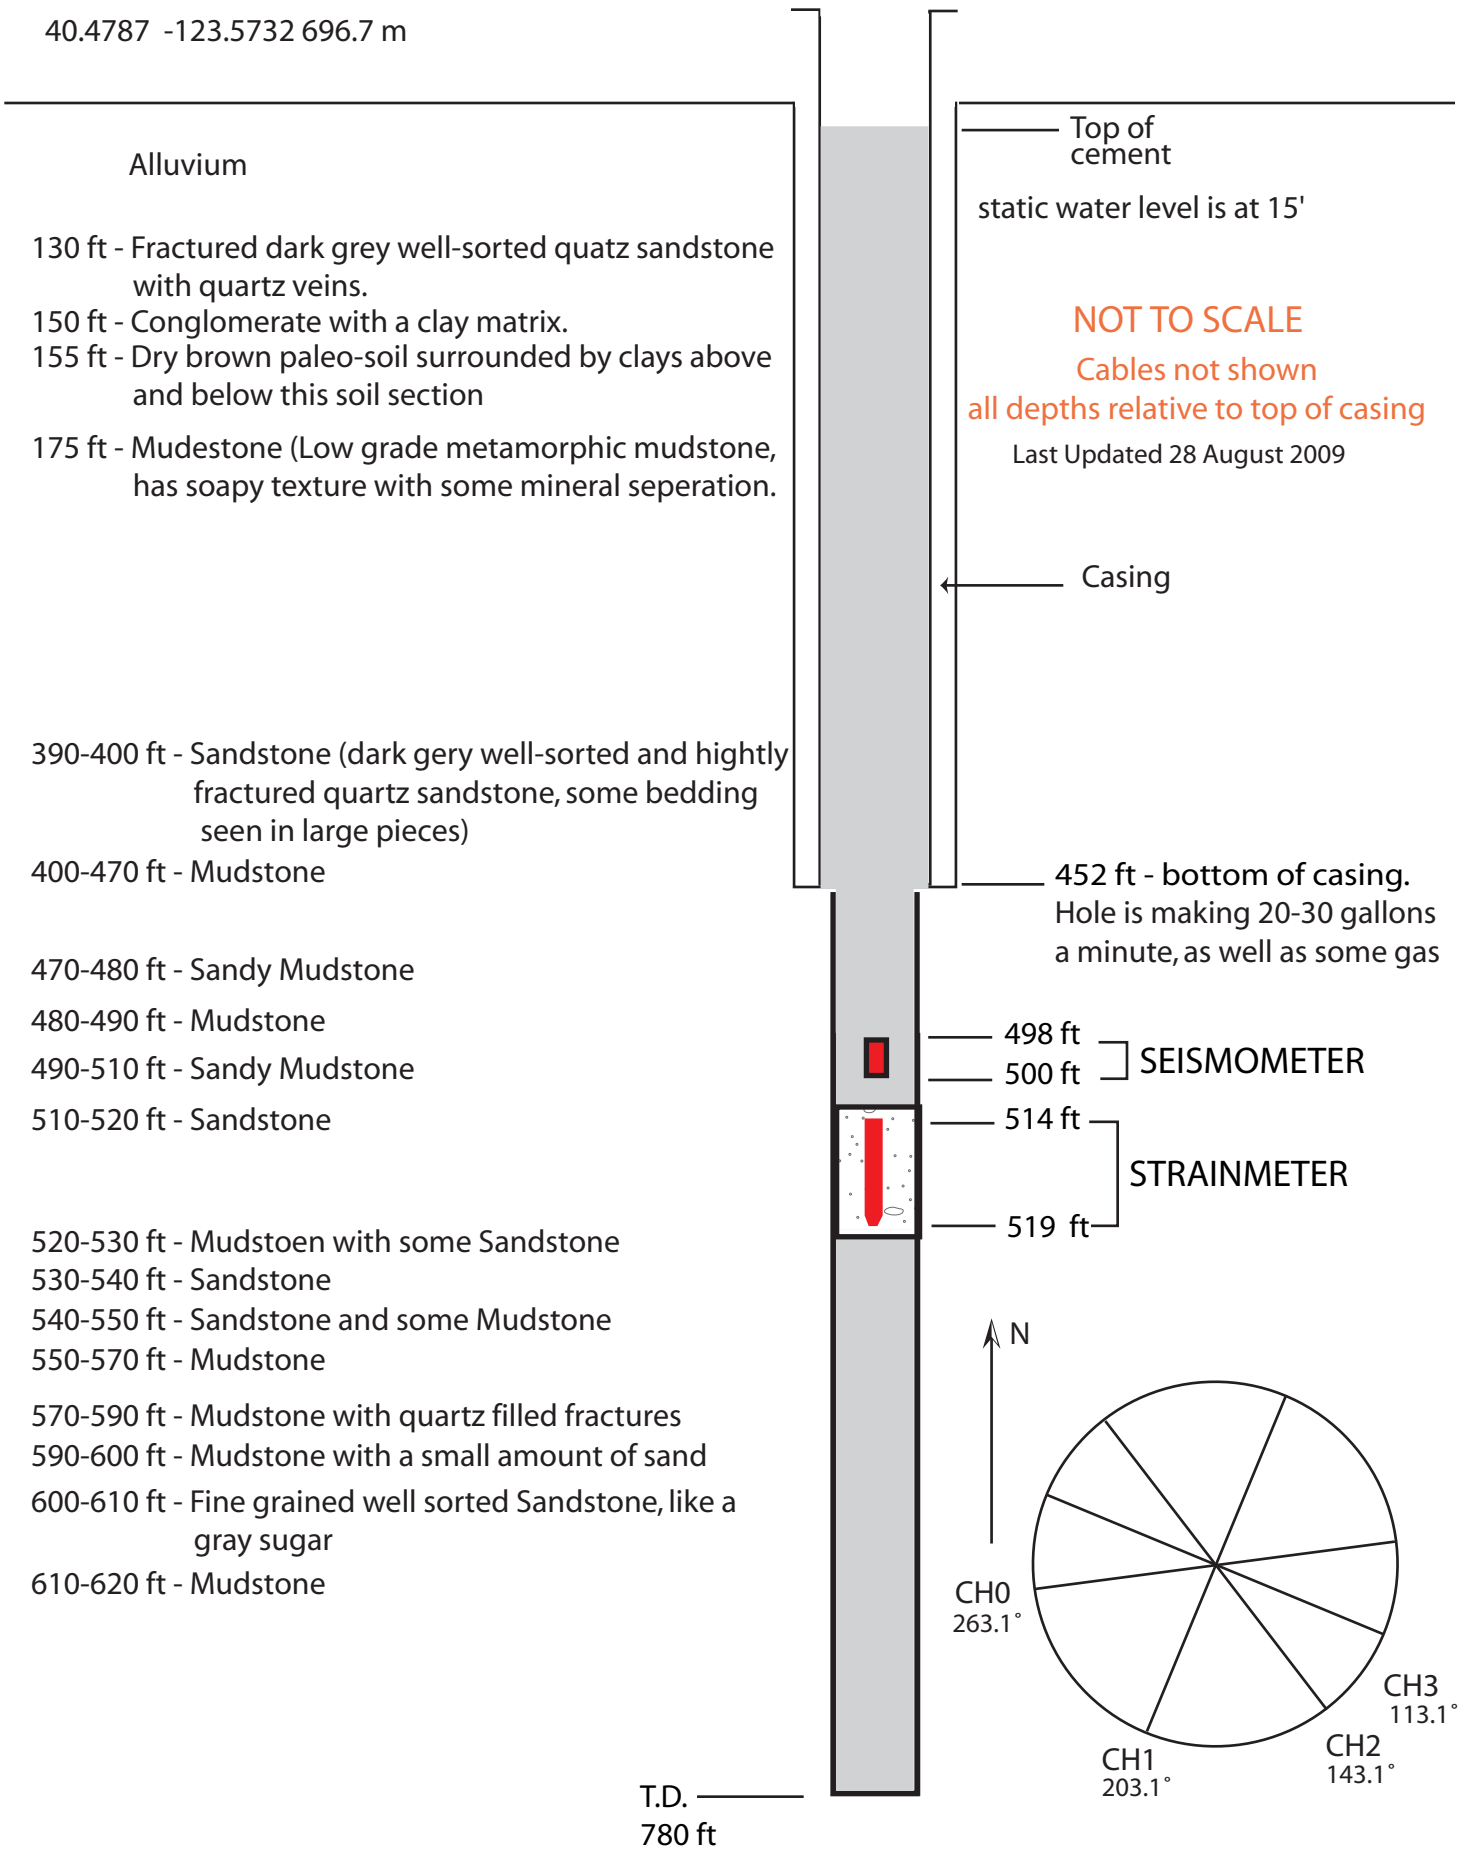 40.4787 -123.5732 696.7 m
Alluvium
130 ft - Fractured dark grey well-sorted quatz sandstone
with quartz veins.
150 ft - Conglomerate with a clay matrix.
155 ft - Dry brown paleo-soil surrounded by clays above
and below this soil section
175 ft - Mudestone (Low grade metamorphic mudstone,
has soapy texture with some mineral seperation.
390-400 ft - Sandstone (dark gery well-sorted and hightly
fractured quartz sandstone, some bedding
seen in large pieces)
400-470 ft - Mudstone
470-480 ft - Sandy Mudstone
480-490 ft - Mudstone
490-510 ft - Sandy Mudstone
510-520 ft - Sandstone
520-530 ft - Mudstoen with some Sandstone
530-540 ft - Sandstone
540-550 ft - Sandstone and some Mudstone
550-570 ft - Mudstone
570-590 ft - Mudstone with quartz filled fractures
590-600 ft - Mudstone with a small amount of sand
600-610 ft - Fine grained well sorted Sandstone, like a
gray sugar
610-620 ft - Mudstone
T.D.
780 ft
Top of
cement
static water level is at 15'
NOT TO SCALE
Cables not shown
all depths relative to top of casing
Last Updated 28 August 2009
Casing
452 ft - bottom of casing.
Hole is making 20-30 gallons
a minute, as well as some gas
498 ft
500 ft
SEISMOMETER
514 ft
519 ft
STRAINMETER
N
CH0
263.1°
CH1
203.1°
CH2
143.1°
CH3
113.1°